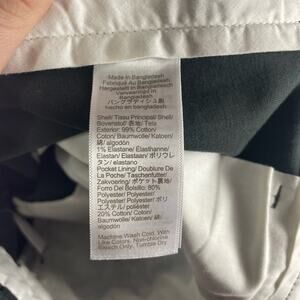 Made In Bangladesh
Fabriqué Au Bangladesh
Hergestellt In Bangladesh
Vervaardigd In
Bangladesh
バングラディシュ製
hecho en bangladesh
Shell/ Tissu Principal/ Shell/
Bovenstof/ 表地/ Tela
Exterior: 99% Cotton/
Coton/ Baumwolle/ Katoen/
綿/ algodón
1% Elastane/ Elasthanne/
Elastan/ Elastaan/ ポリウレ
タン/ elastano
Pocket Lining/ Doublure De
La Poche/ Taschenfutter/
Zakvoering/ ポケット裏地/
Forro Del Bolsillo: 80%
Polyester/ Polyester/
Polyester/ Polyester/ ポリ
エステル/ poliéster
20% Cotton/ Coton/
Baumwolle/ Katoen/ 綿/
algodón
Machine Wash Cold, With
Like Colors. Non-chlorine
Bleach Only, Tumble Dry